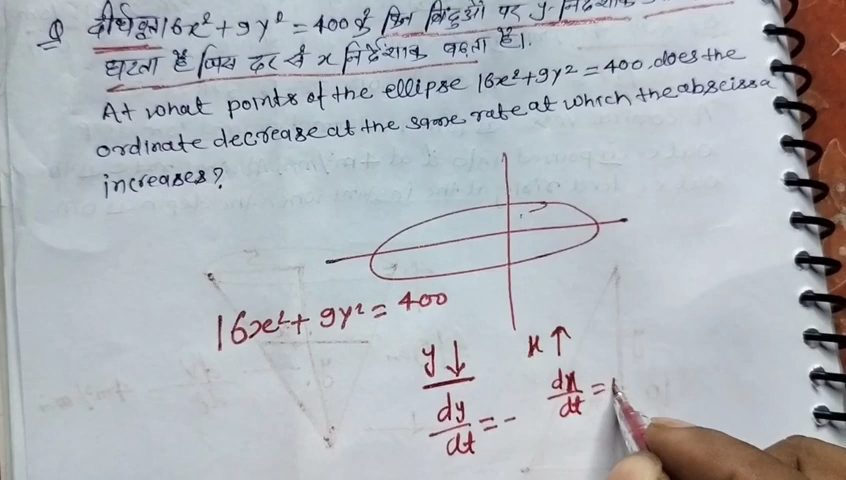 Q दीर्घवृत्त 16x² + 9y² = 400 के किन बिंदुओं पर y-निर्देशांक
घटता है जिस दर से x निर्देशांक बढ़ता है।
At what points of the ellipse 16x²+9y² = 400. does the
ordinate decrease at the same rate at which the abscissa
increases?
16x² + 9y² = 400
y ↓ x ↑
dy/dt = - dx/dt =